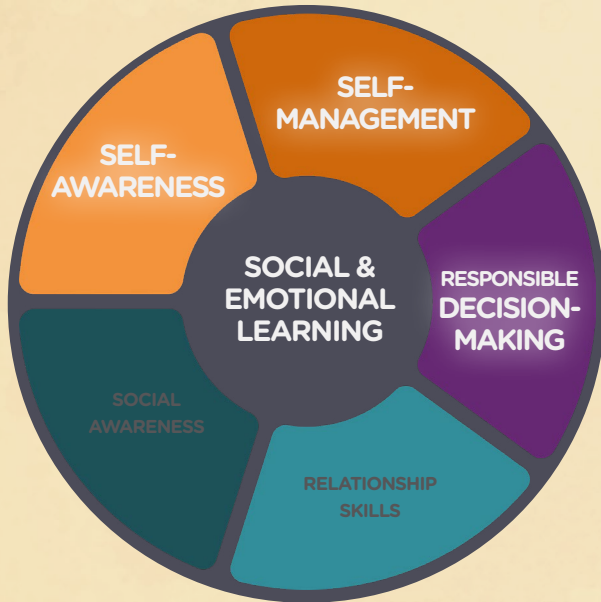 SELF-
MANAGEMENT
SELF-
AWARENESS
SOCIAL &
EMOTIONAL
LEARNING
RESPONSIBLE
DECISION-
MAKING
SOCIAL
AWARENESS
RELATIONSHIP
SKILLS